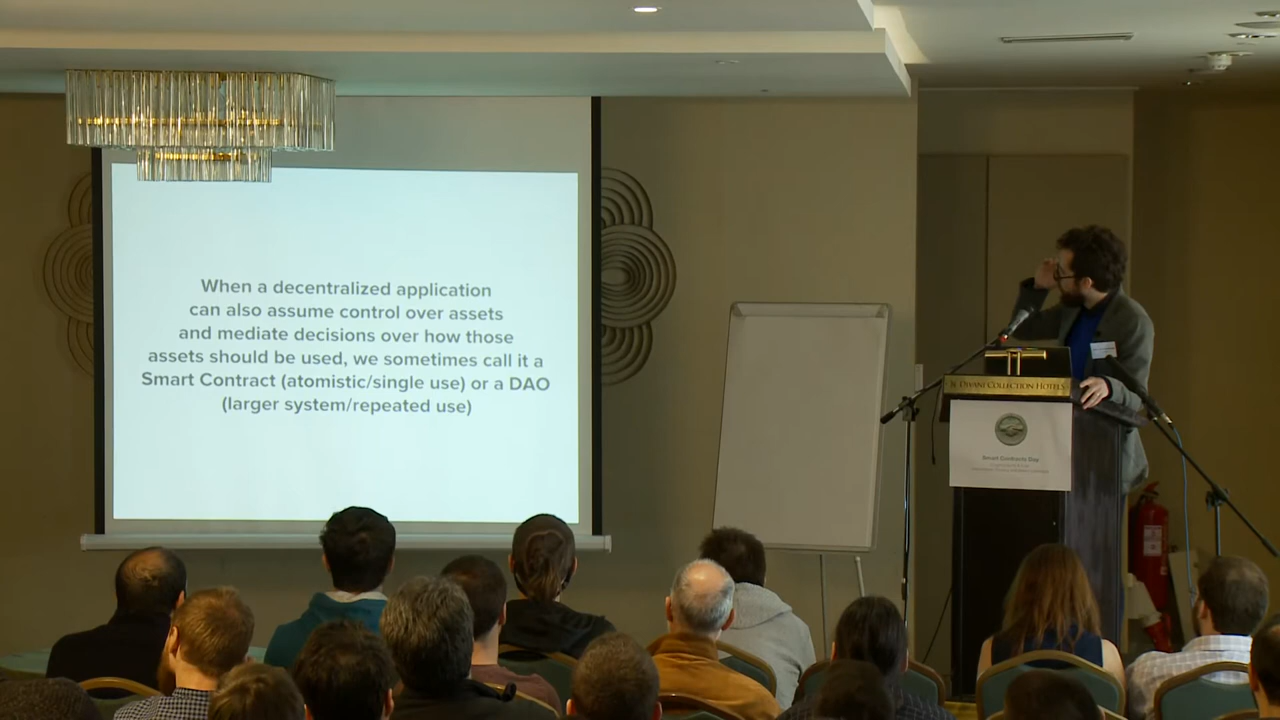 When a decentralized application
can also assume control over assets
and mediate decisions over how those
assets should be used, we sometimes call it a
Smart Contract (atomistic/single use) or a DAO
(larger system/repeated use)
DIVANI COLLECTION HOTELS
Smart Contracts Day